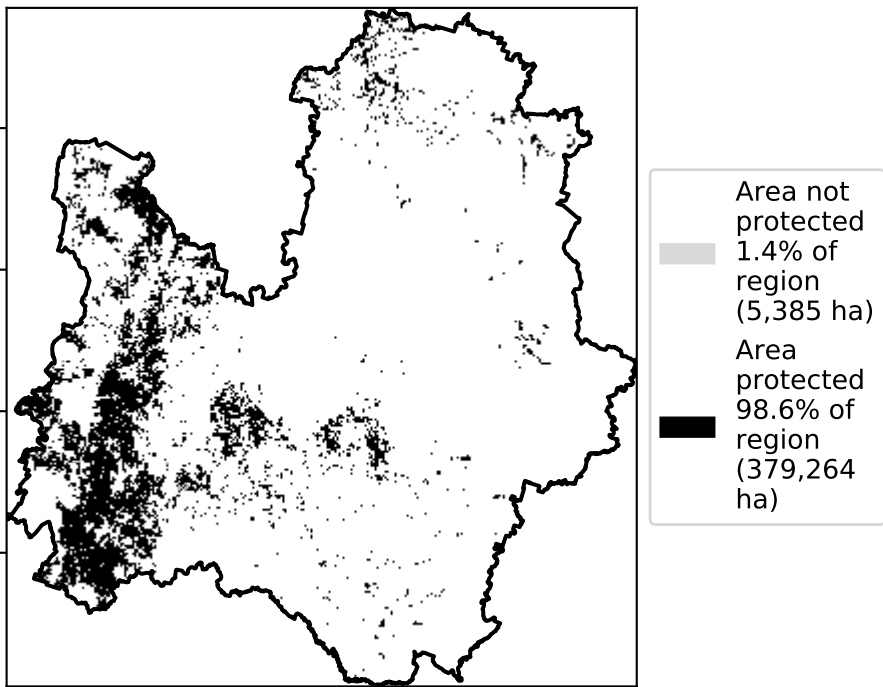 Area not
protected
1.4% of
region
(5,385 ha)
Area
protected
98.6% of
region
(379,264
ha)